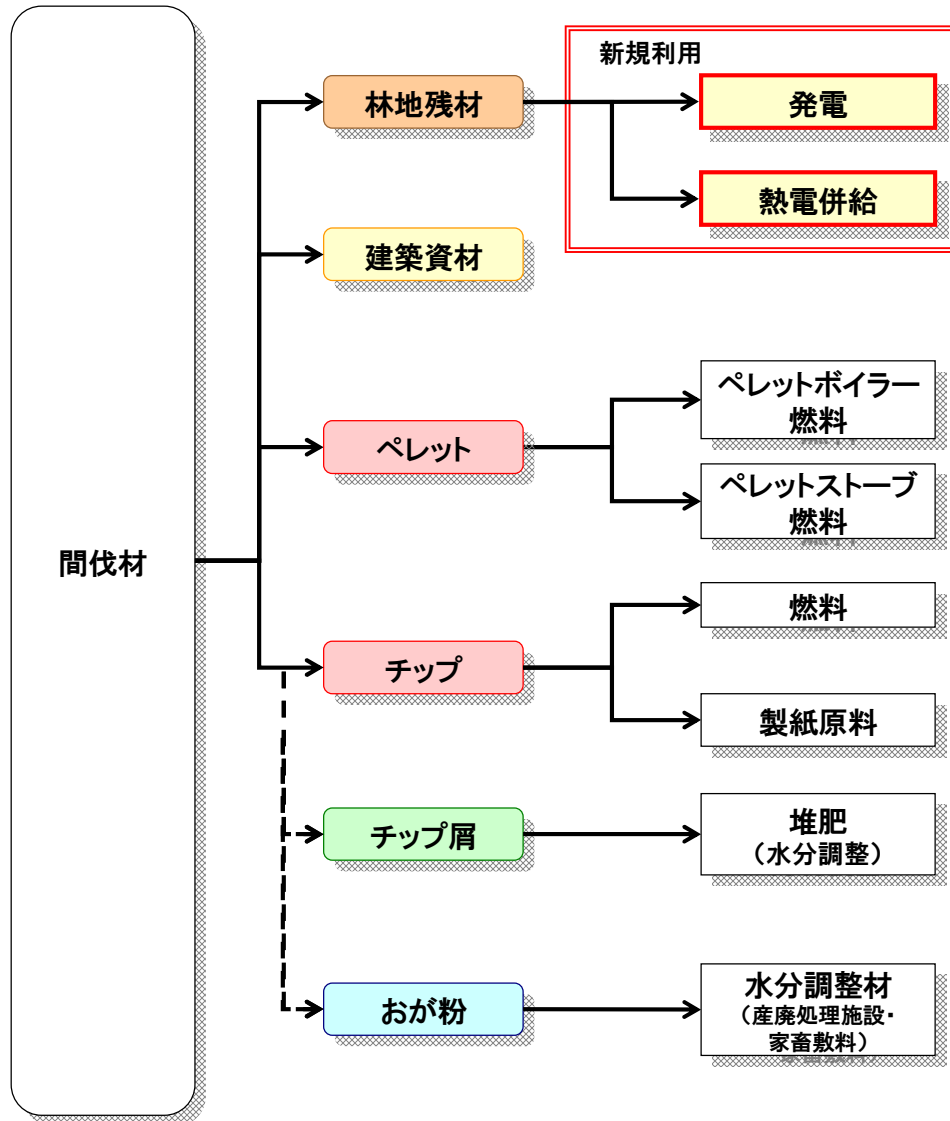 新規利用
林地残材
発電
熱電併給
建築資材
ペレット
ペレットボイラー
燃料
ペレットストーブ
燃料
間伐材
チップ
燃料
製紙原料
チップ屑
堆肥
（水分調整）
おが粉
水分調整材
（産廃処理施設・
家畜敷料）